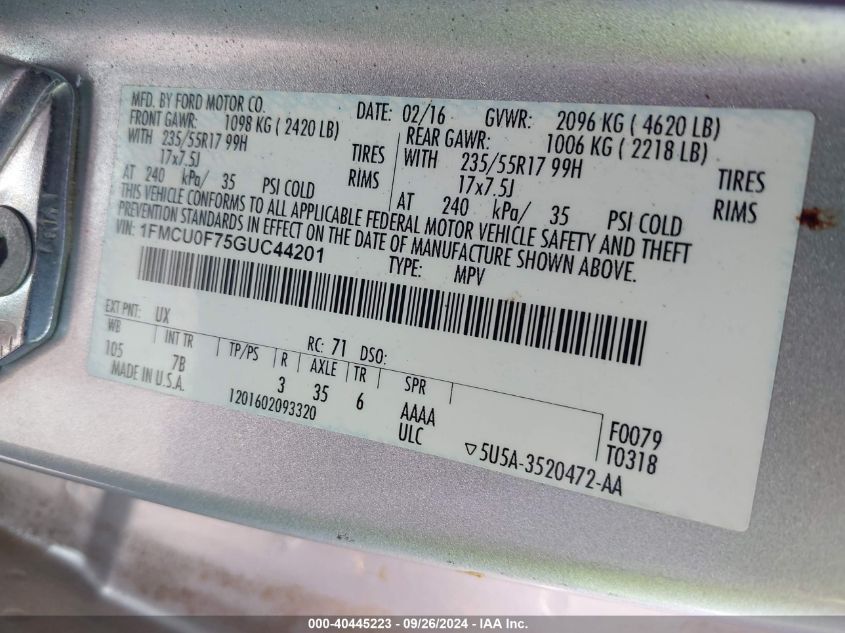 MFD. BY FORD MOTOR CO.
DATE: 02/16 GVWR: 2096 KG ( 4620 LB)
FRONT GAWR: 1098 KG ( 2420 LB)
REAR GAWR: 1006 KG ( 2218 LB)
WITH 235/55R17 99H TIRES
WITH 235/55R17 99H TIRES
17x7.5J RIMS
17x7.5J RIMS
AT 240 kPa/ 35 PSI COLD
AT 240 kPa/ 35 PSI COLD
THIS VEHICLE CONFORMS TO ALL APPLICABLE FEDERAL MOTOR VEHICLE SAFETY AND THEFT
PREVENTION STANDARDS IN EFFECT ON THE DATE OF MANUFACTURE SHOWN ABOVE.
VIN: 1FMCU0F75GUC44201
TYPE: MPV
EXT PNT: UX RC: 71 DSO:
WB INT TR TP/PS R AXLE TR SPR
105 7B 3 35 6 AAAA
MADE IN U.S.A. 1201602093320 ULC
F0079
T0318
▽5U5A-3520472-AA
000-40445223 - 09/26/2024 - IAA Inc.